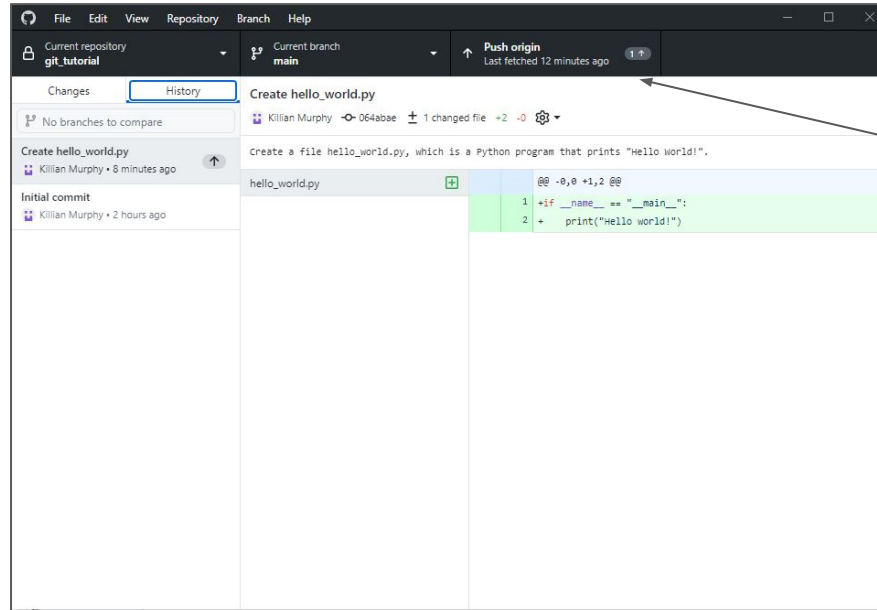 File Edit View Repository Branch Help
Current repository
git_tutorial
Current branch
main
Push origin
Last fetched 12 minutes ago
1
Changes
History
No branches to compare
Create hello_world.py
Killian Murphy • 8 minutes ago
Initial commit
Killian Murphy • 2 hours ago
Create hello_world.py
Killian Murphy 064abae 1 changed file +2 -0
Create a file hello_world.py, which is a Python program that prints "Hello World!".
hello_world.py
@@ -0,0 +1,2 @@
1 +if __name__ == "__main__":
2 + print("Hello world!")